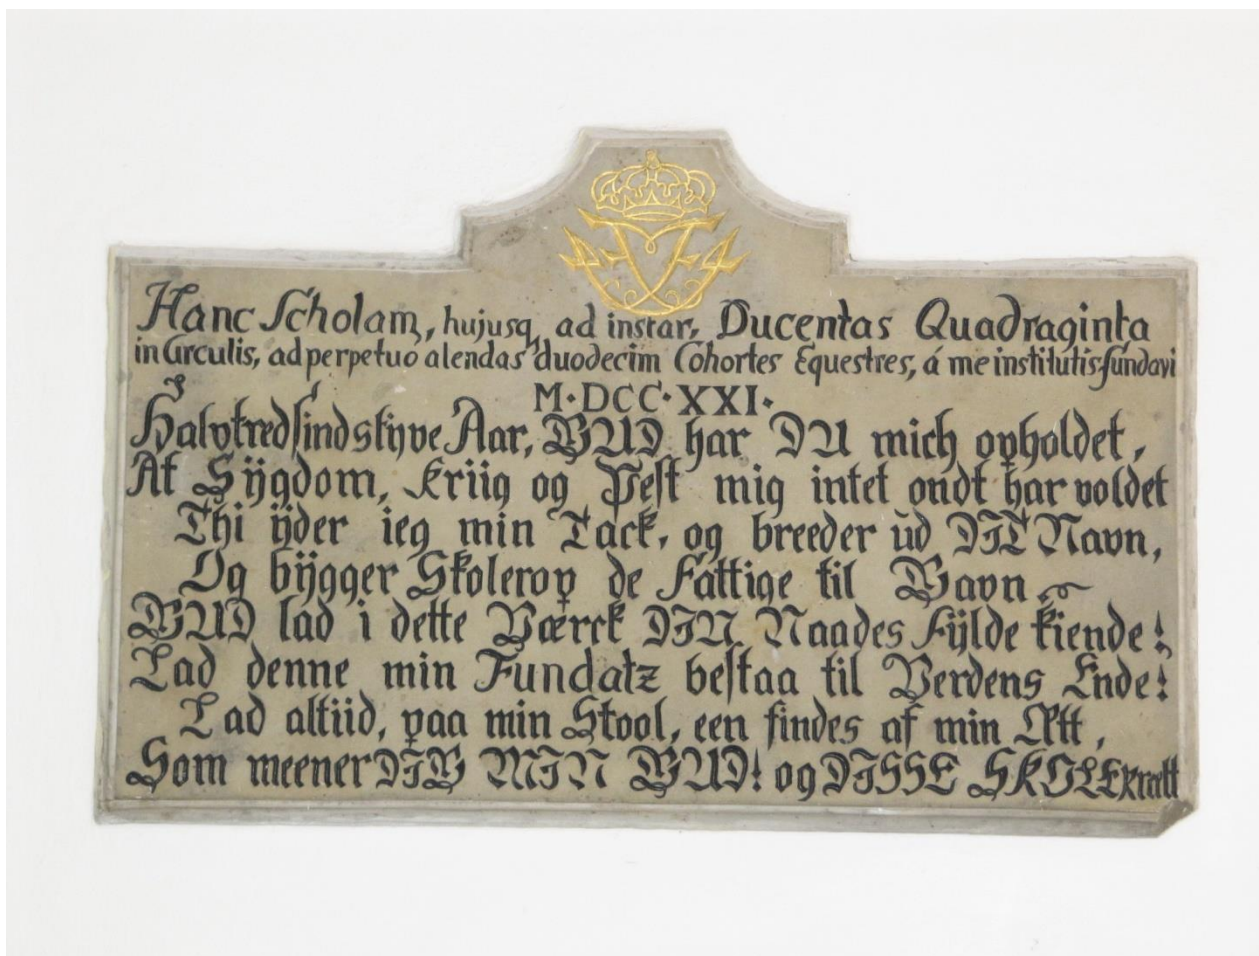 Hanc Scholam, hujusq, ad instar, Ducentas Quadraginta
in Circulis, ad perpetuo alendas duodecim Cohortes Equestres, á me institutis fundavi
M·DCC·XXI·
Halvtredsindstyve Aar, GUD har DU mich opholdet,
At Sÿgdom, Kriig og Pest mig intet ondt har voldet
Thi ÿder ieg min Tack, og breeder ud DIT Navn,
Og bÿgger Skoler op de Fattige til Gavn
GUD lad i dette Værck DIN Naades Fÿlde kiende!
Lad denne min Fundatz bestaa til Verdens Ende!
Lad altiid, paa min Stool, een findes af min Ætt,
Som meener DIG MIN GUD! og DISSE SKOLEr rætt